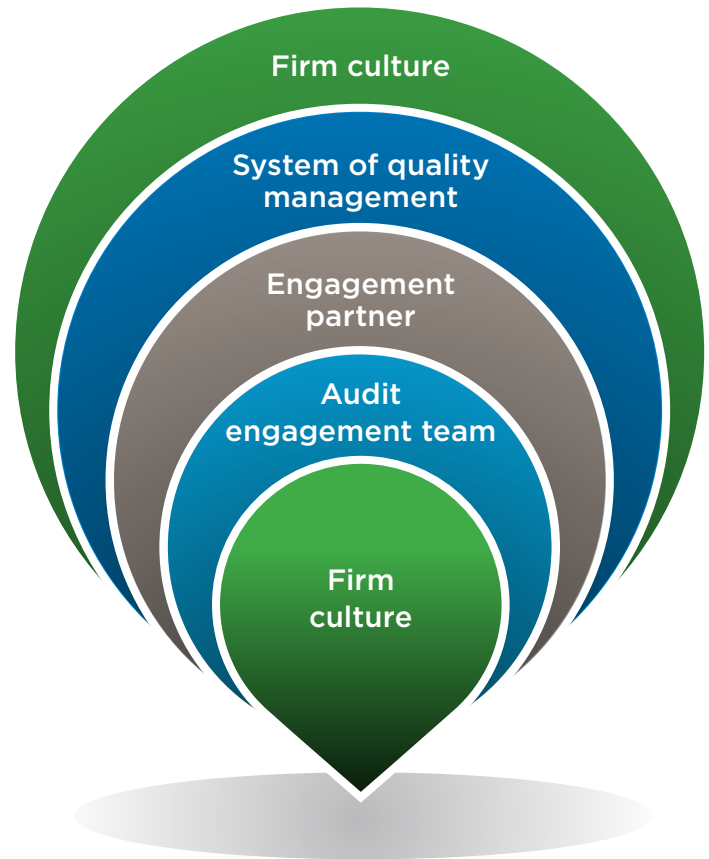 Firm culture
System of quality
management
Engagement
partner
Audit
engagement team
Firm
culture